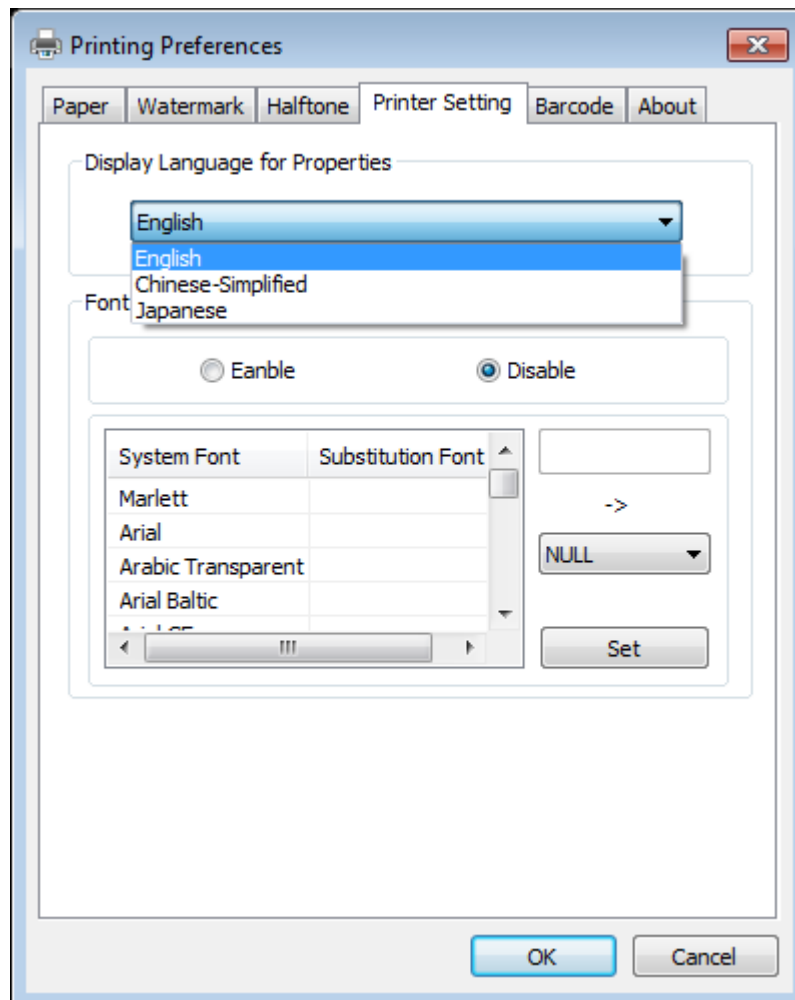 Printing Preferences
Paper Watermark Halftone Printer Setting Barcode About
Display Language for Properties
English
English
Chinese-Simplified
Japanese
Font
Eanble Disable
System Font Substitution Font
Marlett
->
Arial
NULL
Arabic Transparent
Arial Baltic
Set
OK Cancel